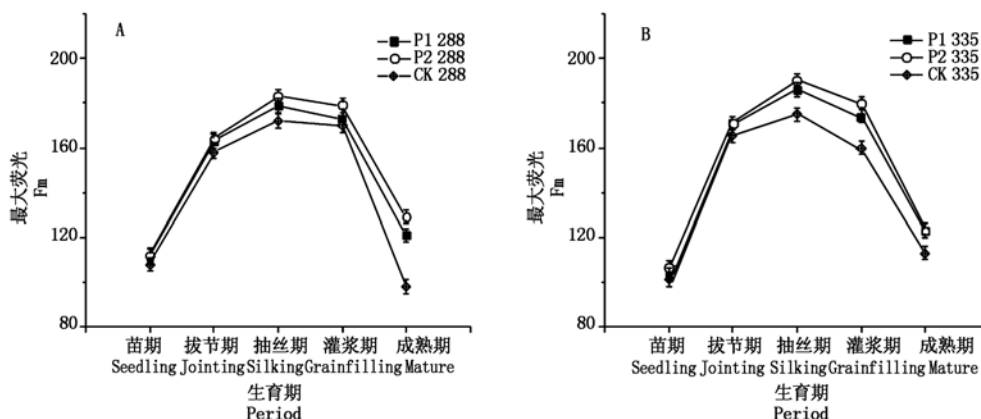 A
P1 288
P2 288
CK 288
200
160
120
80
最大荧光
Fm
苗期 拔节期 抽丝期 灌浆期 成熟期
Seedling Jointing Silking Grainfilling Mature
生育期
Period
B
P1 335
P2 335
CK 335
200
160
120
80
最大荧光
Fm
苗期 拔节期 抽丝期 灌浆期 成熟期
Seedling Jointing Silking Grainfilling Mature
生育期
Period